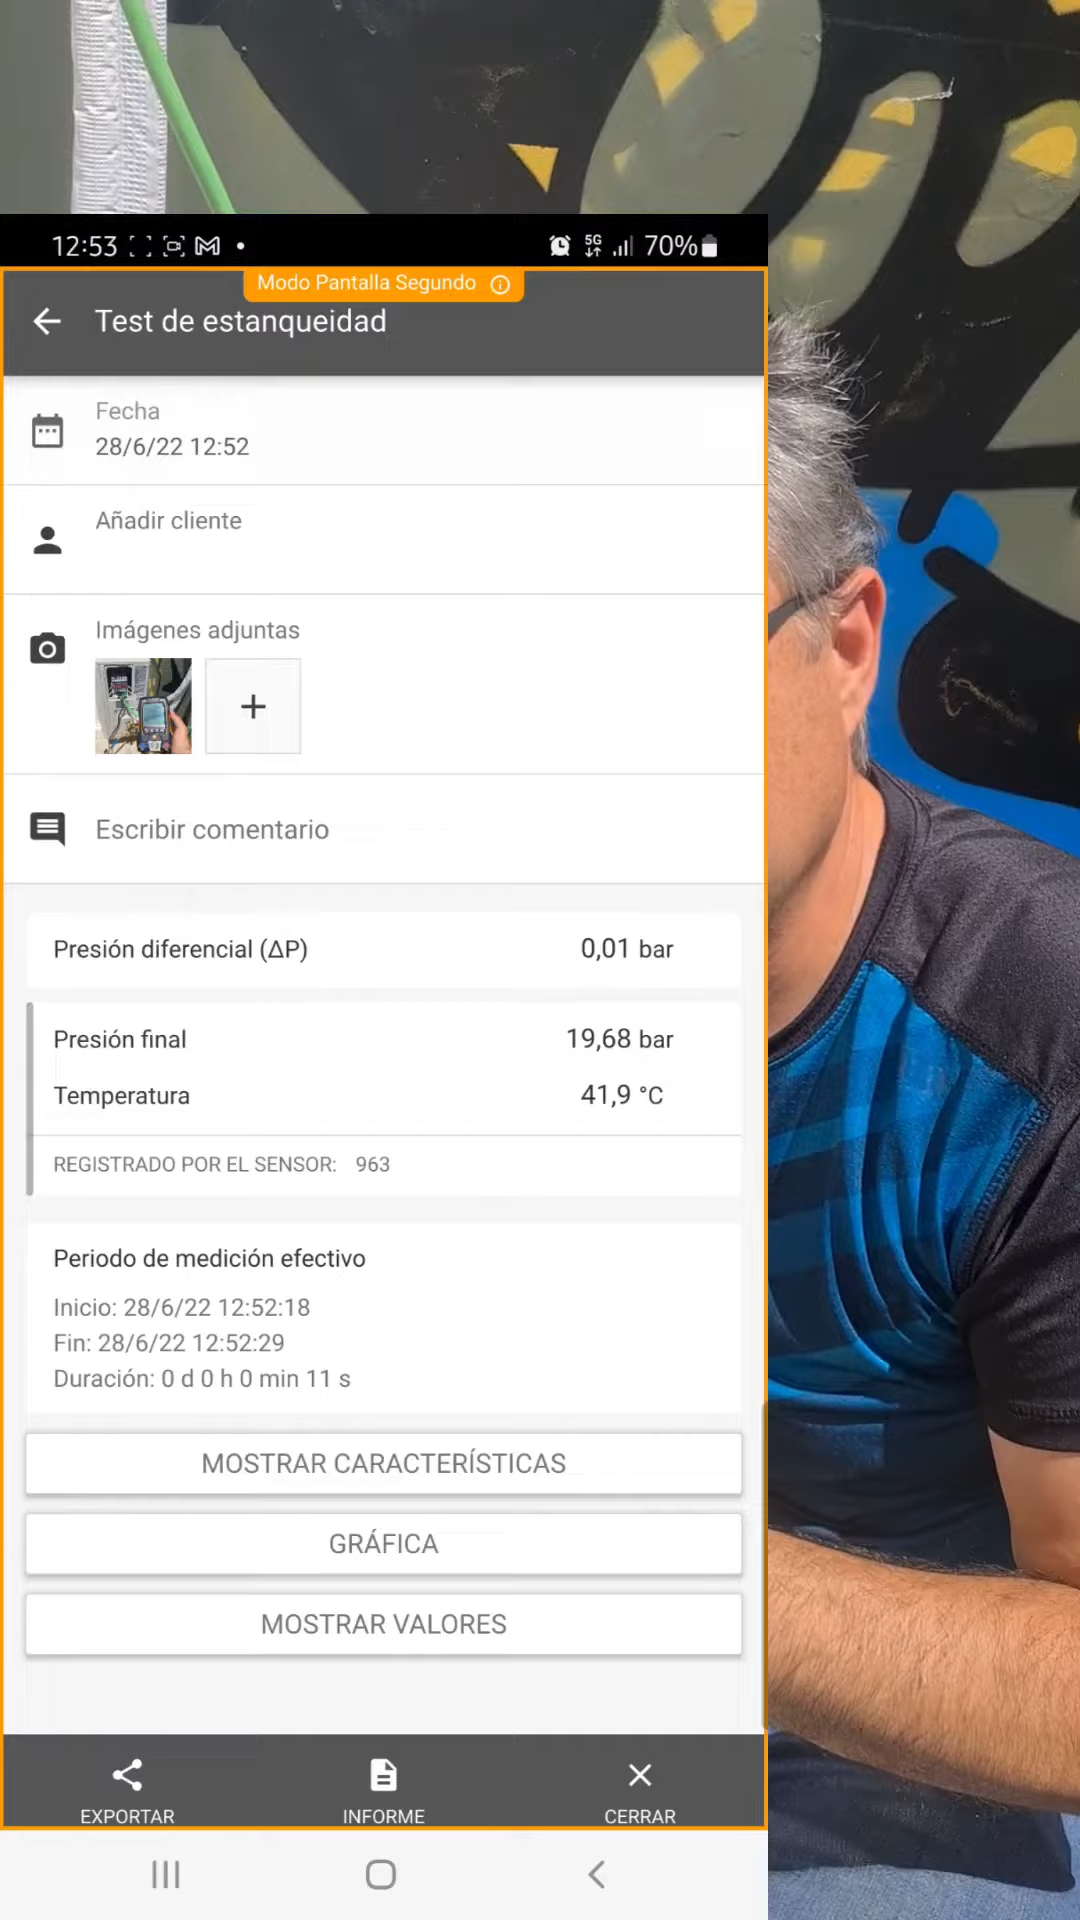 12:53
5G
70%
Modo Pantalla Segundo
Test de estanqueidad
Fecha
28/6/22 12:52
Añadir cliente
Imágenes adjuntas
+
Escribir comentario
Presión diferencial (ΔP) 0,01 bar
Presión final 19,68 bar
Temperatura 41,9 °C
REGISTRADO POR EL SENSOR: 963
Periodo de medición efectivo
Inicio: 28/6/22 12:52:18
Fin: 28/6/22 12:52:29
Duración: 0 d 0 h 0 min 11 s
MOSTRAR CARACTERÍSTICAS
GRÁFICA
MOSTRAR VALORES
EXPORTAR
INFORME
CERRAR